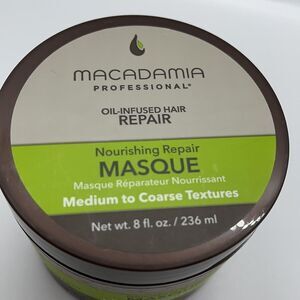 MACADAMIA
PROFESSIONAL®
OIL-INFUSED HAIR
REPAIR
Nourishing Repair
MASQUE
Masque Réparateur Nourrissant
Medium to Coarse Textures
Net wt. 8 fl. oz. / 236 ml